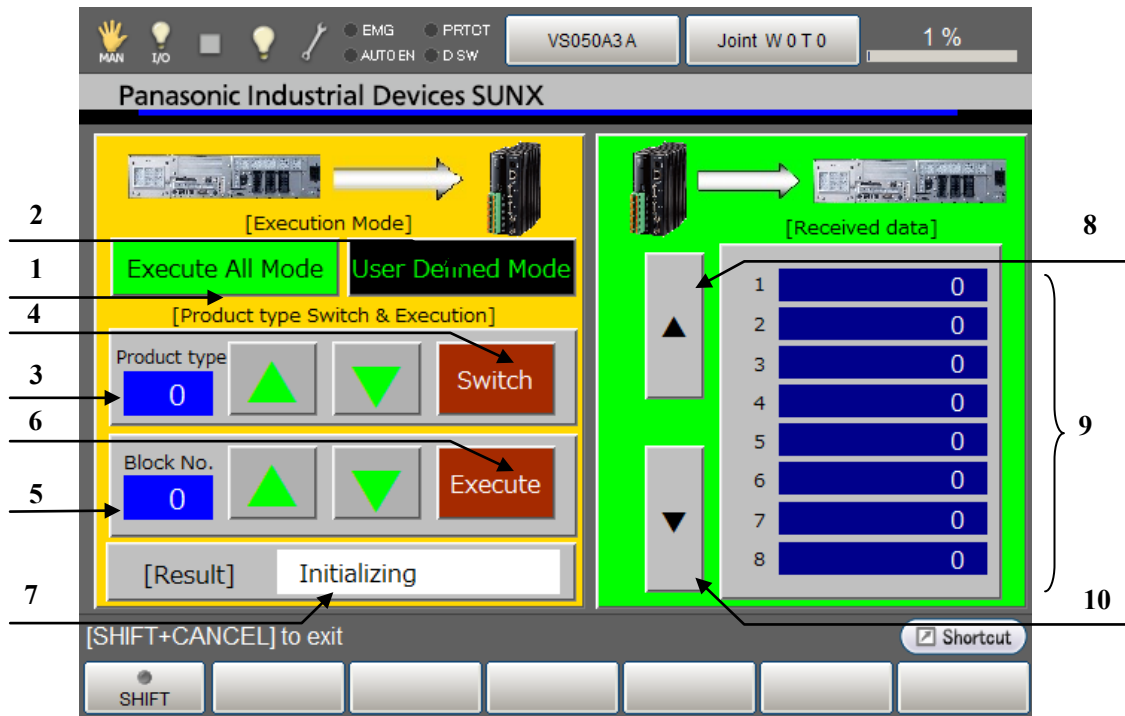 MAN I/O EMG PRTCT VS050A3 A Joint W 0 T 0 1 %
AUTO EN D SW
Panasonic Industrial Devices SUNX
2
[Execution Mode]
[Received data]
8
1
Execute All Mode
User Defined Mode
4
[Product type Switch & Execution]
3
Product type
0
Switch
6
5
Block No.
0
Execute
7
[Result] Initializing
1 0
2 0
3 0
4 0
5 0
6 0
7 0
8 0
▲
▼
9
10
[SHIFT+CANCEL] to exit
Shortcut
SHIFT